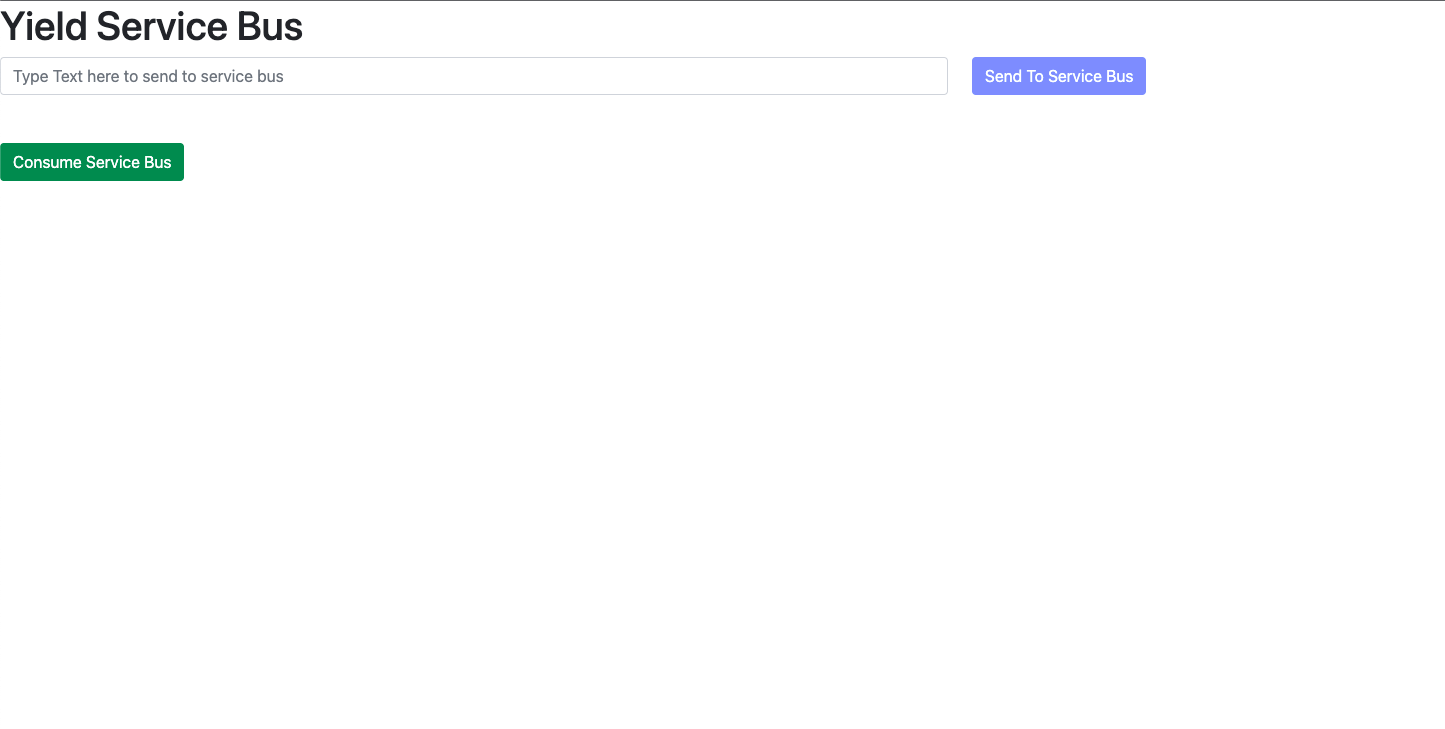 Yield Service Bus
Type Text here to send to service bus
Send To Service Bus
Consume Service Bus